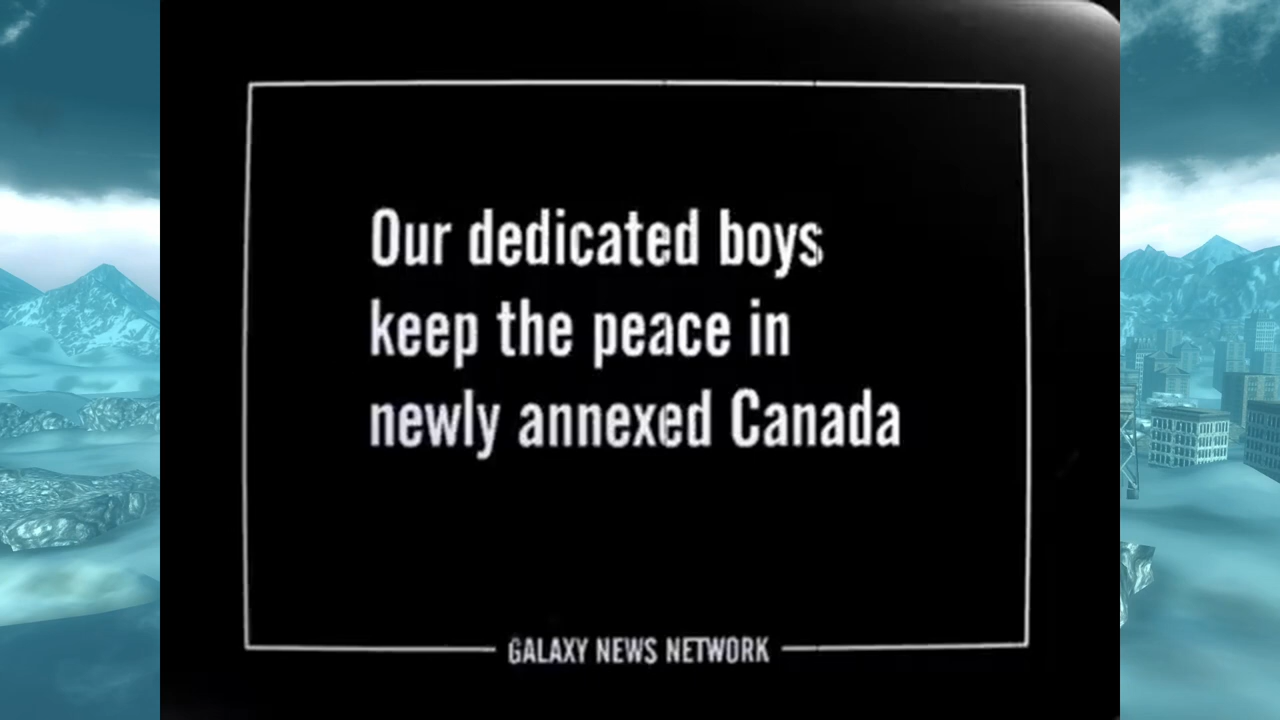 Our dedicated boys
keep the peace in
newly annexed Canada
GALAXY NEWS NETWORK